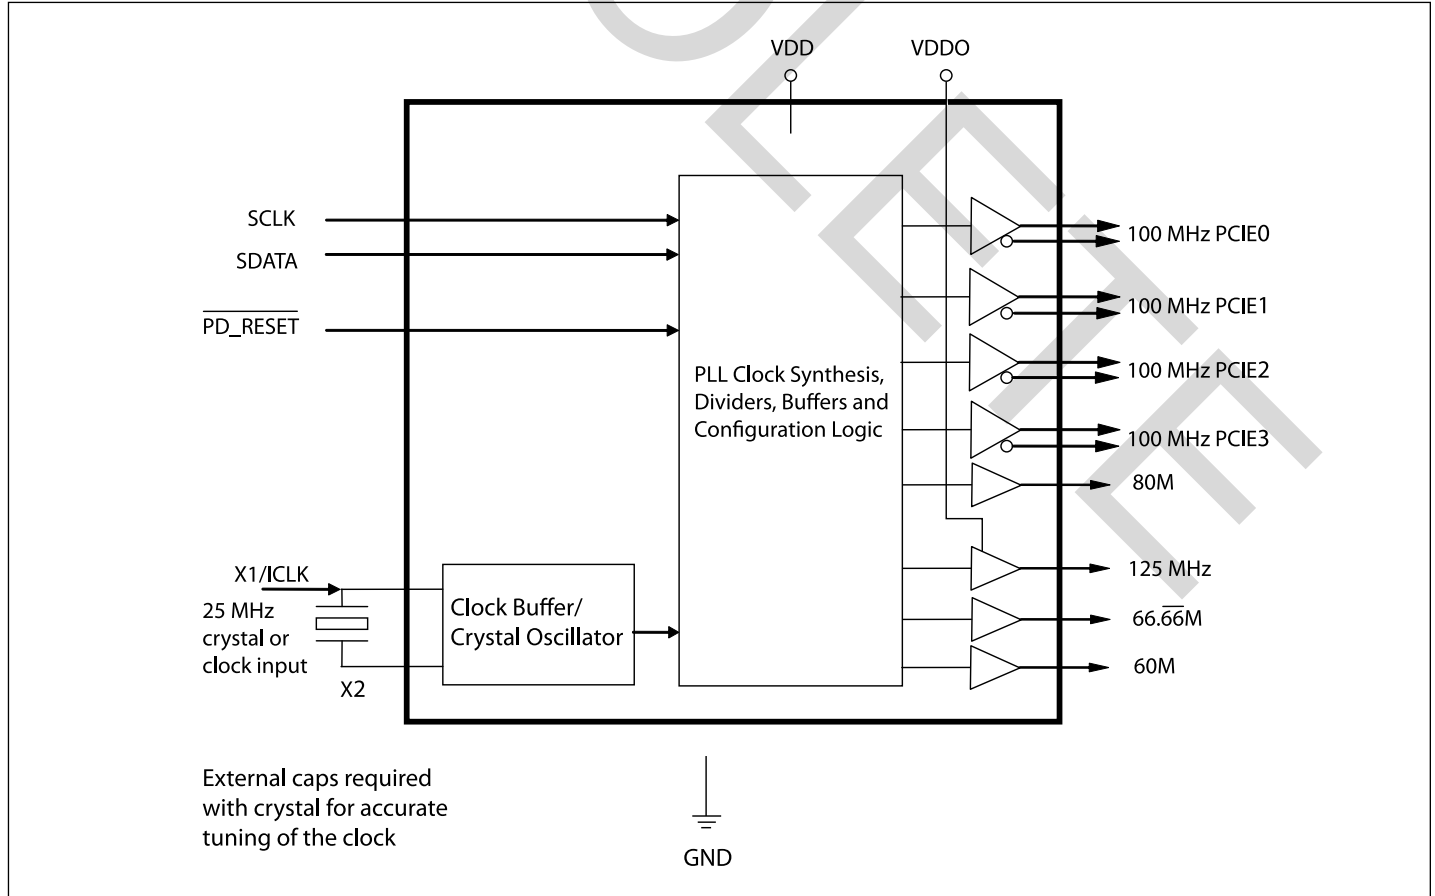 VDD
VDDO
SCLK
SDATA
PD_RESET
PLL Clock Synthesis,
Dividers, Buffers and
Configuration Logic
100 MHz PCIE0
100 MHz PCIE1
100 MHz PCIE2
100 MHz PCIE3
80M
125 MHz
66.66M
60M
X1/ICLK
25 MHz
crystal or
clock input
X2
Clock Buffer/
Crystal Oscillator
External caps required
with crystal for accurate
tuning of the clock
GND